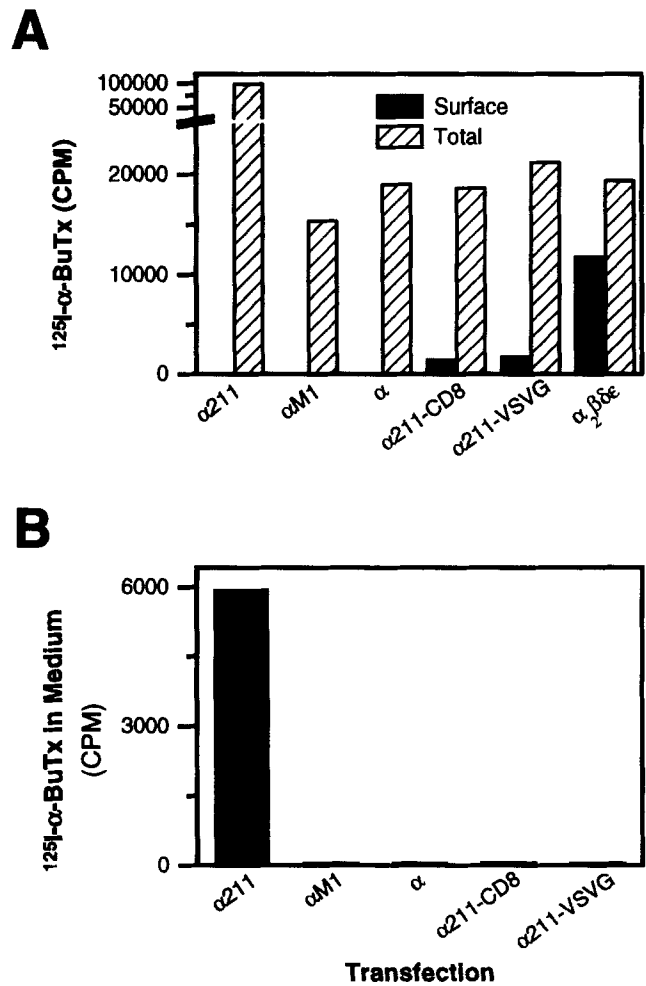 A
¹²⁵I-α-BuTx (CPM)
100000
50000
20000
10000
0
Surface
Total
α211
αM1
α
α211-CD8
α211-VSVG
α₂βδε
B
¹²⁵I-α-BuTx in Medium
(CPM)
6000
3000
0
α211
αM1
α
α211-CD8
α211-VSVG
Transfection